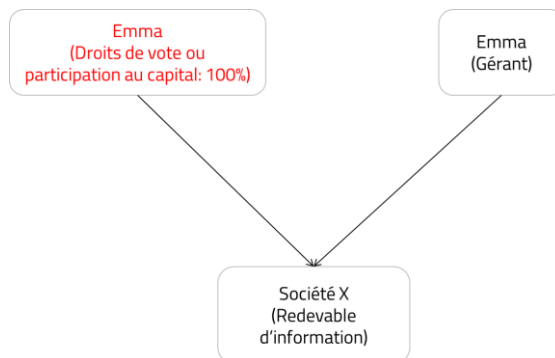 Emma
(Droits de vote ou
participation au capital: 100%)
Emma
(Gérant)
Société X
(Redevable
d'information)